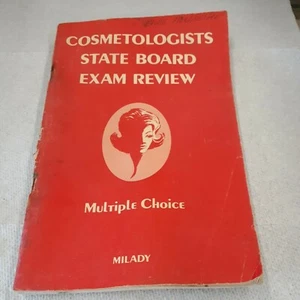 COSMETOLOGISTS
STATE BOARD
EXAM REVIEW
Multiple Choice
MILADY